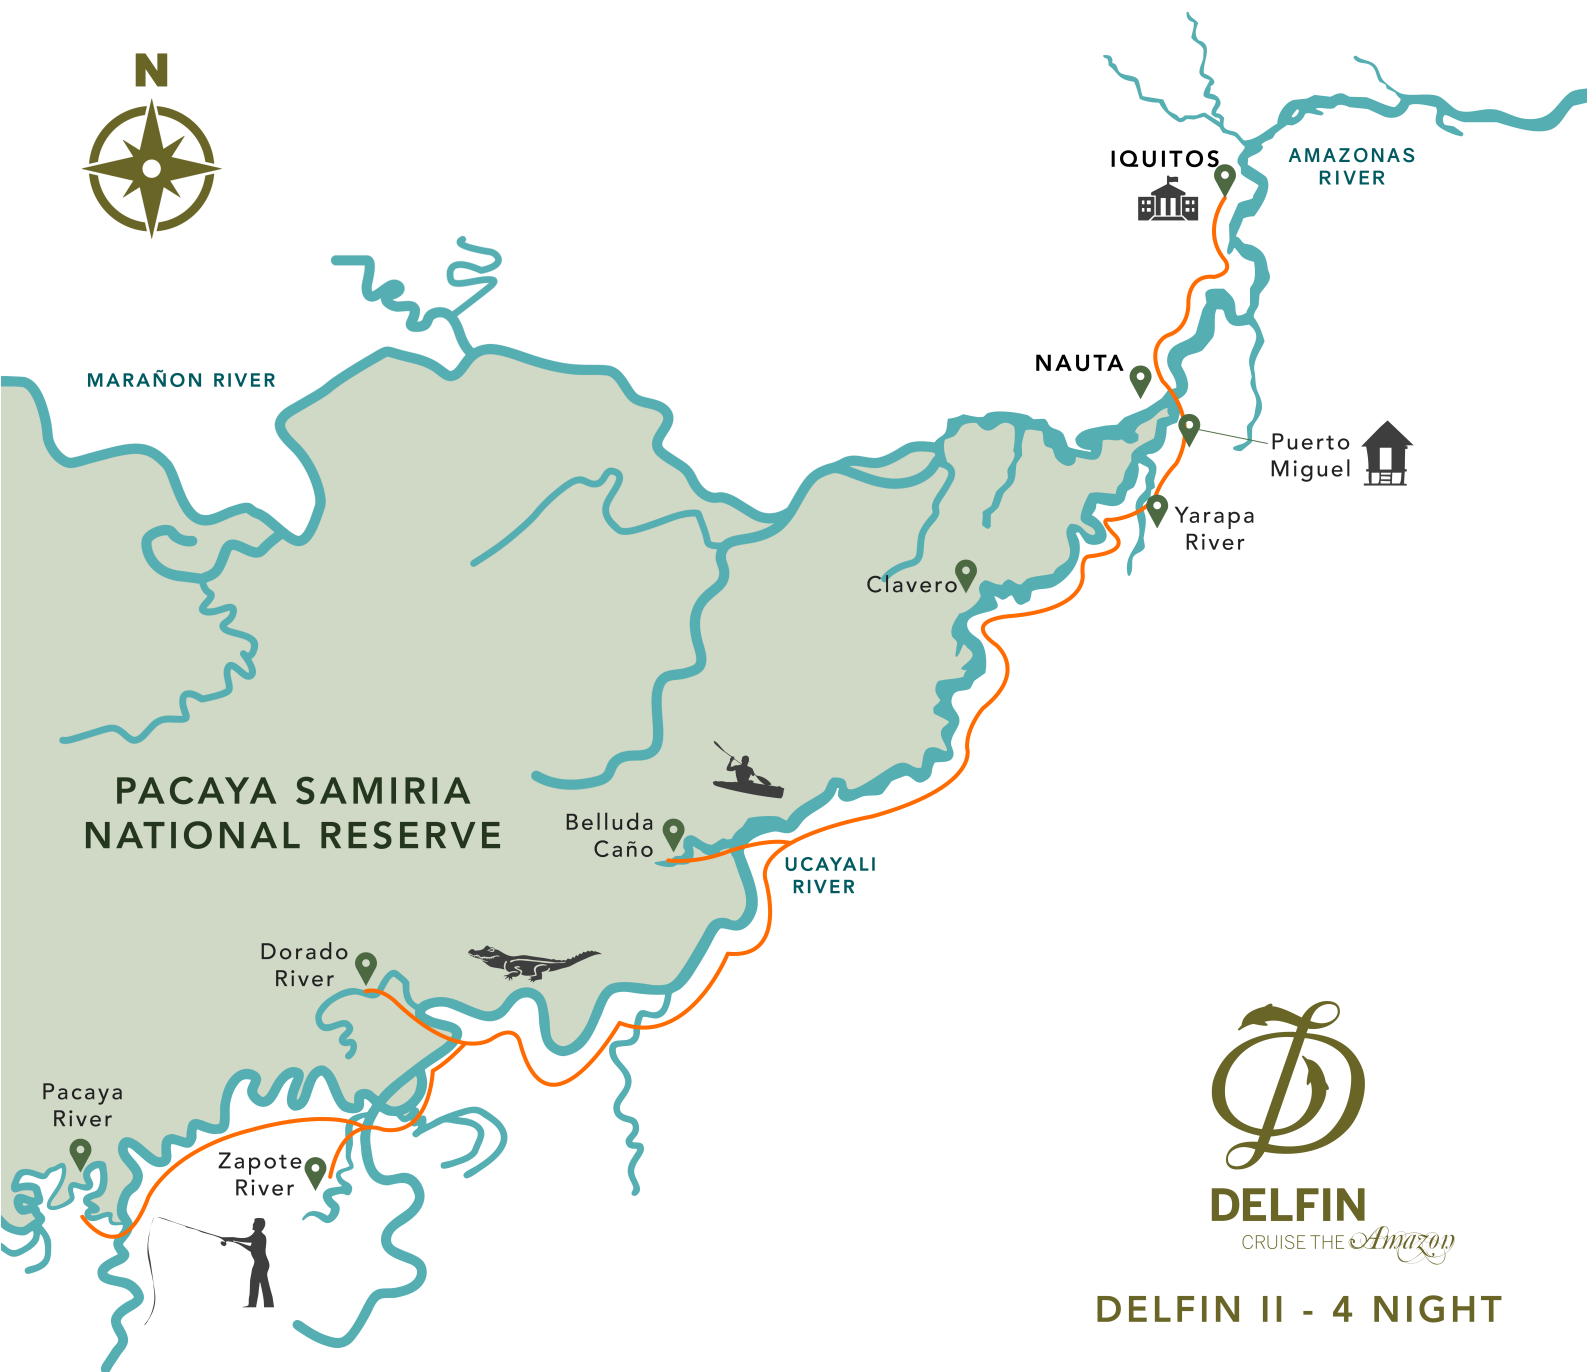 N
IQUITOS
AMAZONAS
RIVER
MARAÑON RIVER
NAUTA
Puerto
Miguel
Yarapa
River
Clavero
PACAYA SAMIRIA
NATIONAL RESERVE
Belluda
Caño
UCAYALI
RIVER
Dorado
River
Pacaya
River
Zapote
River
DELFIN
CRUISE THE Amazon
DELFIN II - 4 NIGHT